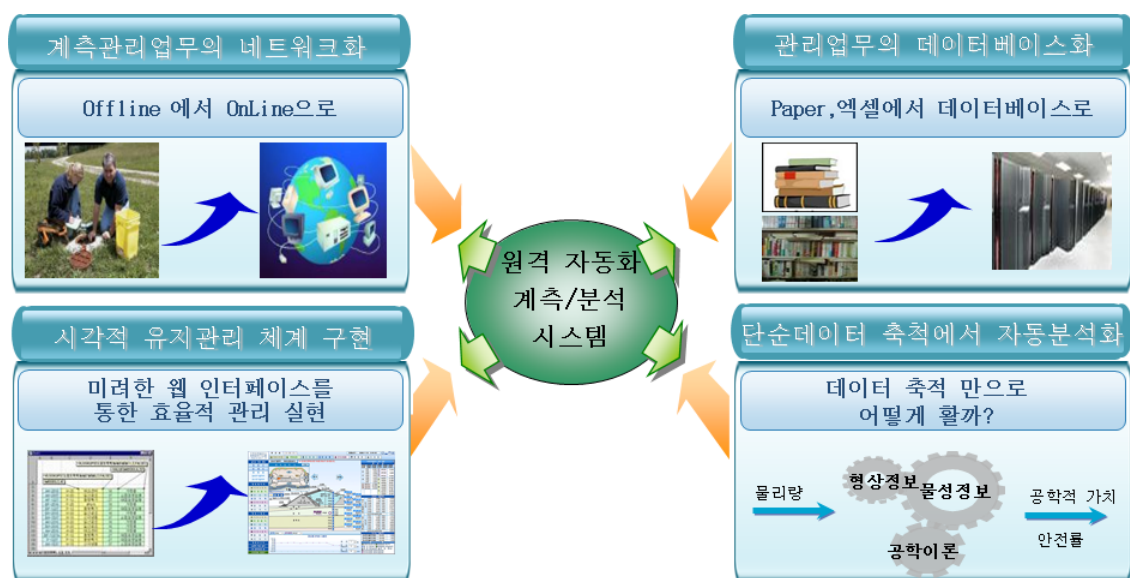 계측관리업무의 네트워크화
Offline 에서 OnLine으로
관리업무의 데이터베이스화
Paper,엑셀에서 데이터베이스로
원격 자동화
계측/분석
시스템
시각적 유지관리 체계 구현
미려한 웹 인터페이스를
통한 효율적 관리 실현
단순데이터 축척에서 자동분석화
데이터 축적 만으로
어떻게 활까?
물리량
형상정보
물성정보
공학이론
공학적 가치
안전률